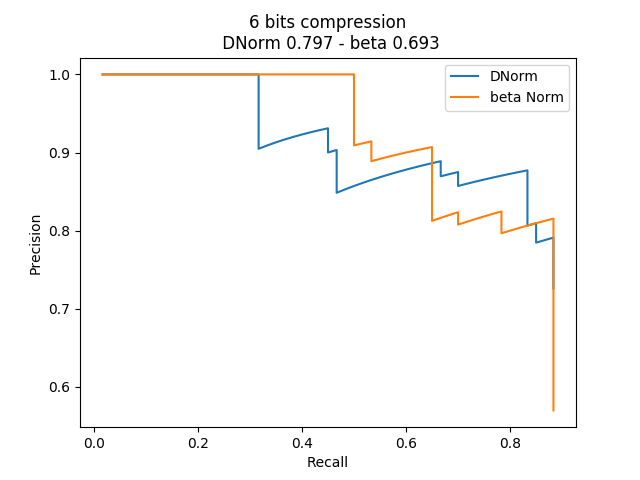 6 bits compression
DNorm 0.797 - beta 0.693
DNorm
beta Norm
1.0
0.9
0.8
0.7
0.6
Precision
0.0
0.2
0.4
0.6
0.8
Recall